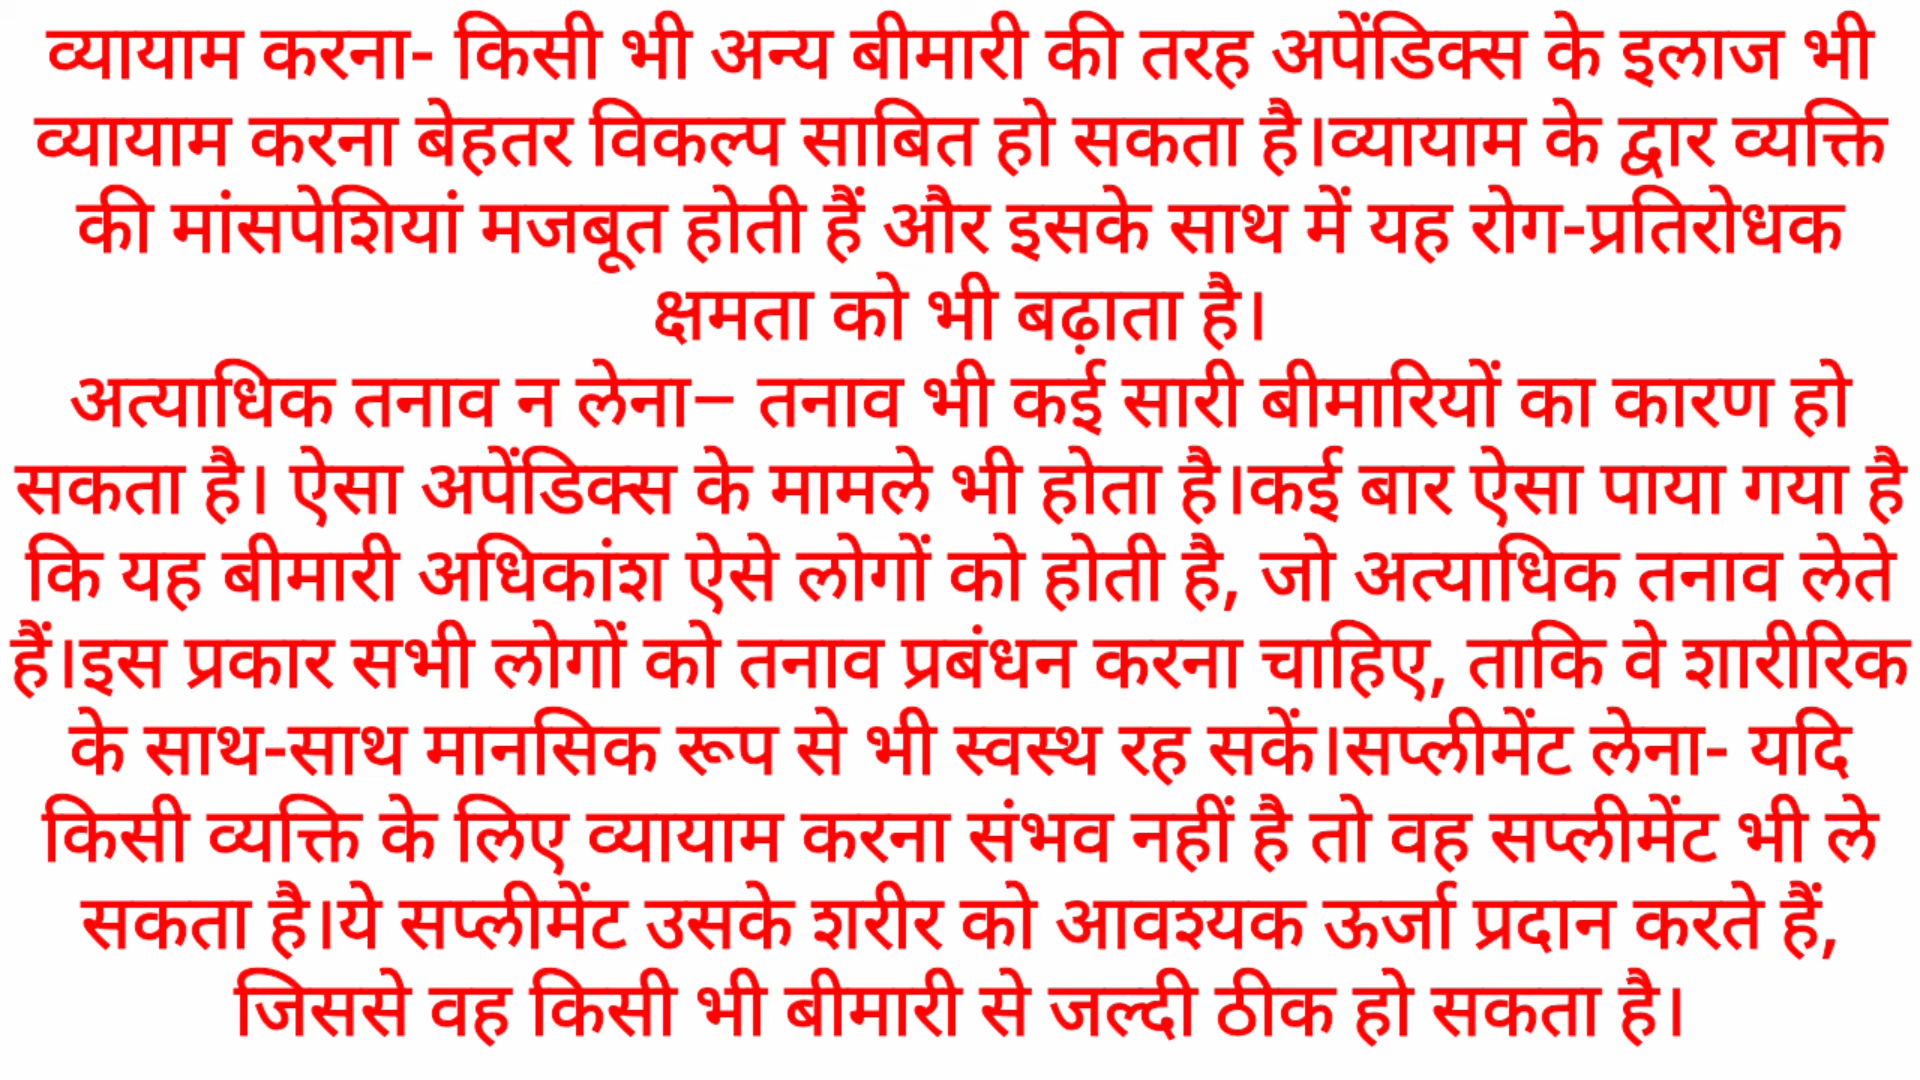 व्यायाम करना- किसी भी अन्य बीमारी की तरह अपेंडिक्स के इलाज भी
व्यायाम करना बेहतर विकल्प साबित हो सकता है।व्यायाम के द्वार व्यक्ति
की मांसपेशियां मजबूत होती हैं और इसके साथ में यह रोग-प्रतिरोधक
क्षमता को भी बढ़ाता है।
अत्याधिक तनाव न लेना– तनाव भी कई सारी बीमारियों का कारण हो
सकता है। ऐसा अपेंडिक्स के मामले भी होता है।कई बार ऐसा पाया गया है
कि यह बीमारी अधिकांश ऐसे लोगों को होती है, जो अत्याधिक तनाव लेते
हैं।इस प्रकार सभी लोगों को तनाव प्रबंधन करना चाहिए, ताकि वे शारीरिक
के साथ-साथ मानसिक रूप से भी स्वस्थ रह सकें।सप्लीमेंट लेना- यदि
किसी व्यक्ति के लिए व्यायाम करना संभव नहीं है तो वह सप्लीमेंट भी ले
सकता है।ये सप्लीमेंट उसके शरीर को आवश्यक ऊर्जा प्रदान करते हैं,
जिससे वह किसी भी बीमारी से जल्दी ठीक हो सकता है।